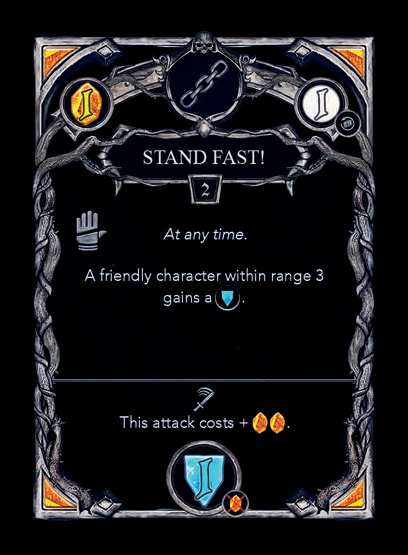 I
I
STAND FAST!
2
At any time.
A friendly character within range 3
gains a .
This attack costs + .
I